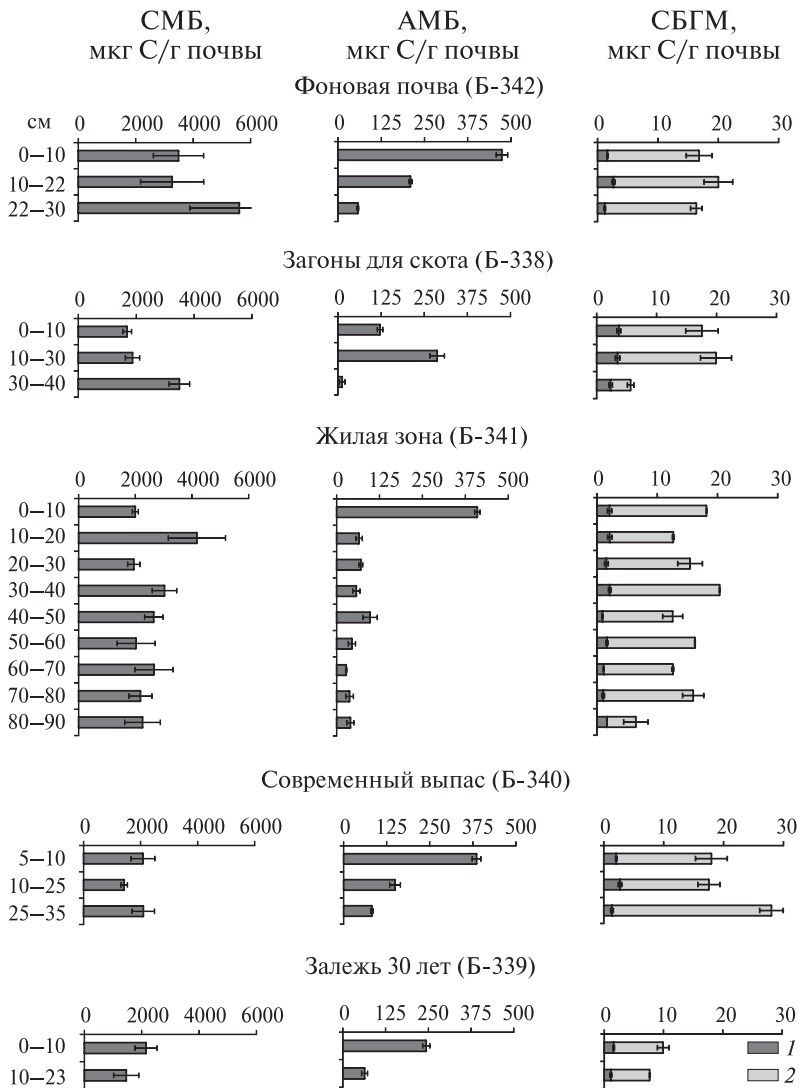 СМБ, АМБ, СБГМ,
мкг С/г почвы мкг С/г почвы мкг С/г почвы
Фоновая почва (Б-342)
см 0 2000 4000 6000 0 125 250 375 500 0 10 20 30
0–10
10–22
22–30
Загоны для скота (Б-338)
0 2000 4000 6000 0 125 250 375 500 0 10 20 30
0–10
10–30
30–40
Жилая зона (Б-341)
0 2000 4000 6000 0 125 250 375 500 0 10 20 30
0–10
10–20
20–30
30–40
40–50
50–60
60–70
70–80
80–90
Современный выпас (Б-340)
0 2000 4000 6000 0 125 250 375 500 0 10 20 30
5–10
10–25
25–35
Залежь 30 лет (Б-339)
0 2000 4000 6000 0 125 250 375 500 0 10 20 30
0–10 1
10–23 2